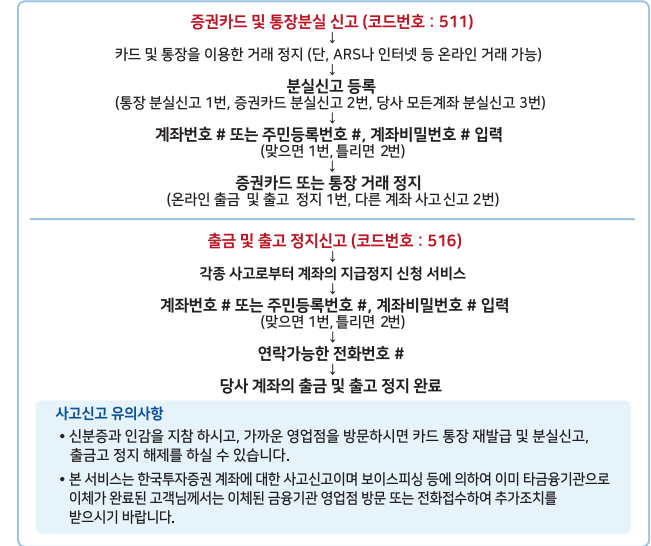 증권카드 및 통장분실 신고 (코드번호 : 511)
↓
카드 및 통장을 이용한 거래 정지 (단, ARS나 인터넷 등 온라인 거래 가능)
↓
분실신고 등록
(통장 분실신고 1번, 증권카드 분실신고 2번, 당사 모든계좌 분실신고 3번)
↓
계좌번호 # 또는 주민등록번호 #, 계좌비밀번호 # 입력
(맞으면 1번, 틀리면 2번)
↓
증권카드 또는 통장 거래 정지
(온라인 출금 및 출고 정지 1번, 다른 계좌 사고신고 2번)
출금 및 출고 정지신고 (코드번호 : 516)
↓
각종 사고로부터 계좌의 지급정지 신청 서비스
↓
계좌번호 # 또는 주민등록번호 #, 계좌비밀번호 # 입력
(맞으면 1번, 틀리면 2번)
↓
연락가능한 전화번호 #
↓
당사 계좌의 출금 및 출고 정지 완료
사고신고 유의사항
• 신분증과 인감을 지참 하시고, 가까운 영업점을 방문하시면 카드 통장 재발급 및 분실신고,
출금고 정지 해제를 하실 수 있습니다.
• 본 서비스는 한국투자증권 계좌에 대한 사고신고이며 보이스피싱 등에 의하여 이미 타금융기관으로
이체가 완료된 고객님께서는 이체된 금융기관 영업점 방문 또는 전화접수하여 추가조치를
받으시기 바랍니다.